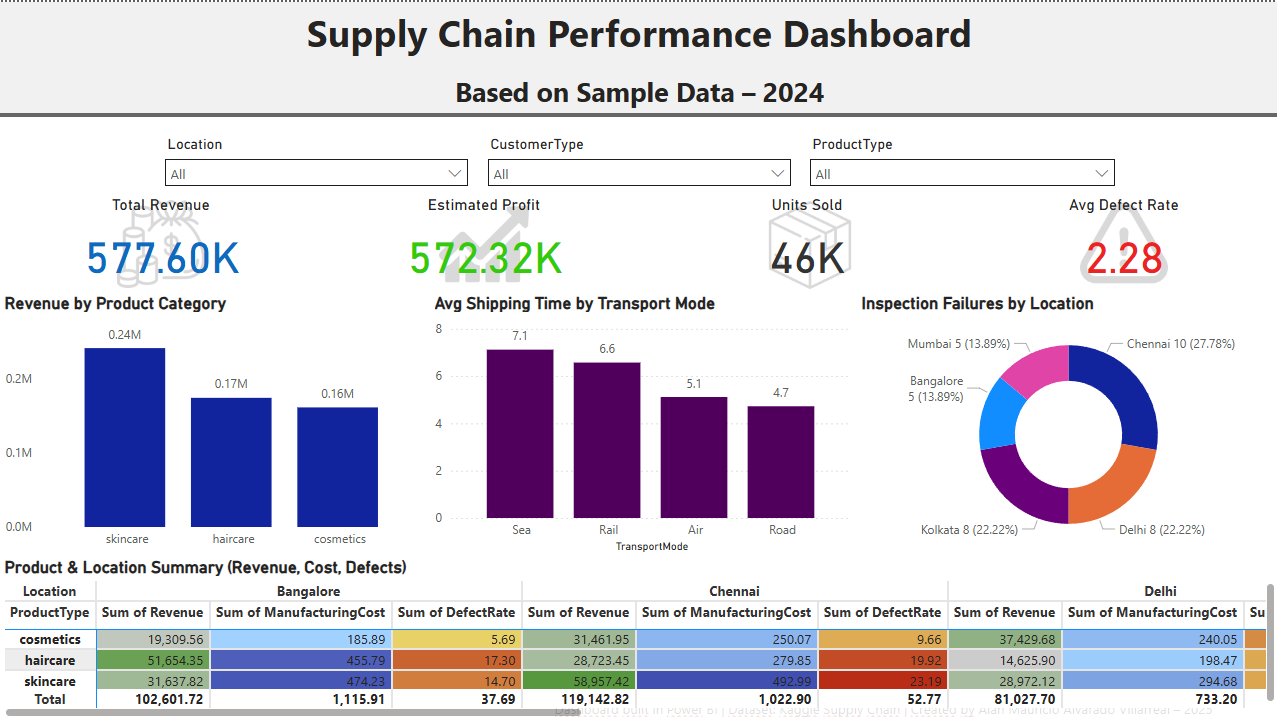 Supply Chain Performance Dashboard
Based on Sample Data – 2024
Location CustomerType ProductType
All All All
Total Revenue Estimated Profit Units Sold Avg Defect Rate
577.60K 572.32K 46K 2.28
Revenue by Product Category
0.24M
0.17M
0.16M
0.2M
0.1M
0.0M
skincare haircare cosmetics
Avg Shipping Time by Transport Mode
8
7.1
6.6
6
5.1
4.7
4
2
0
Sea Rail Air Road
TransportMode
Inspection Failures by Location
Mumbai 5 (13.89%)
Chennai 10 (27.78%)
Bangalore
5 (13.89%)
Kolkata 8 (22.22%)
Delhi 8 (22.22%)
Product & Location Summary (Revenue, Cost, Defects)
Location Bangalore Chennai Delhi
ProductType Sum of Revenue Sum of ManufacturingCost Sum of DefectRate Sum of Revenue Sum of ManufacturingCost Sum of DefectRate Sum of Revenue Sum of ManufacturingCost Su
cosmetics 19,309.56 185.89 5.69 31,461.95 250.07 9.66 37,429.68 240.05
haircare 51,654.35 455.79 17.30 28,723.45 279.85 19.92 14,625.90 198.47
skincare 31,637.82 474.23 14.70 58,957.42 492.99 23.19 28,972.12 294.68
Total 102,601.72 1,115.91 37.69 119,142.82 1,022.90 52.77 81,027.70 733.20
Dashboard built in Power BI | Dataset: Kaggle Supply Chain | Created by Alan Mauricio Alvarado Villarreal – 2025